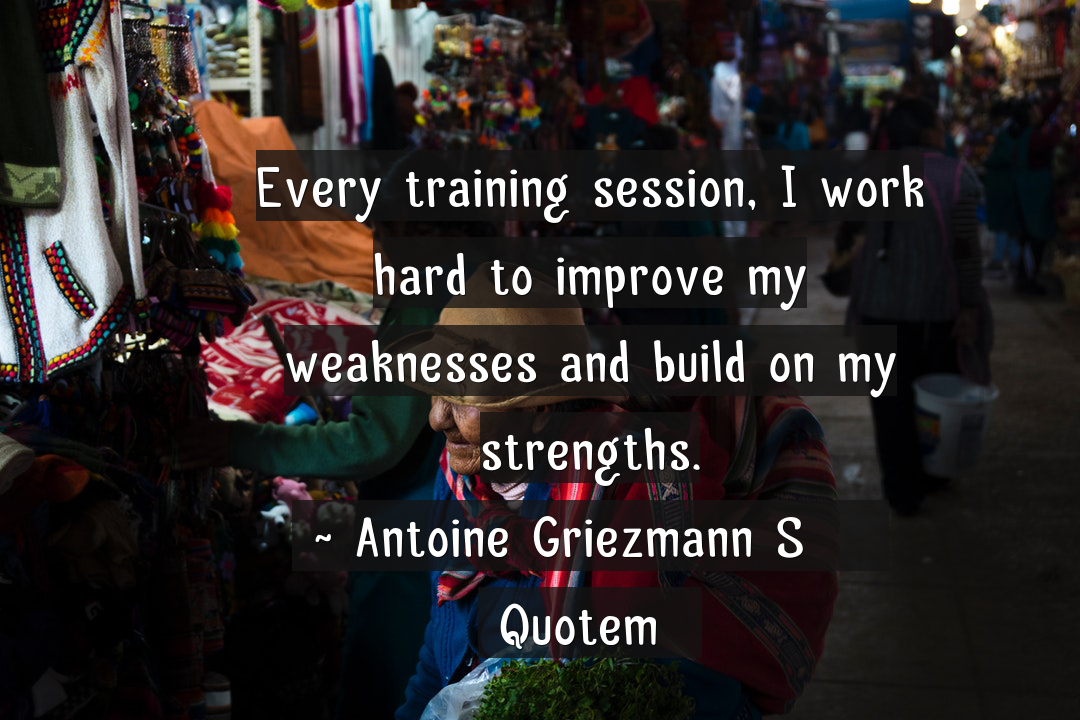 Every training session, I work
hard to improve my
weaknesses and build on my
strengths.
~ Antoine Griezmann S
Quotem